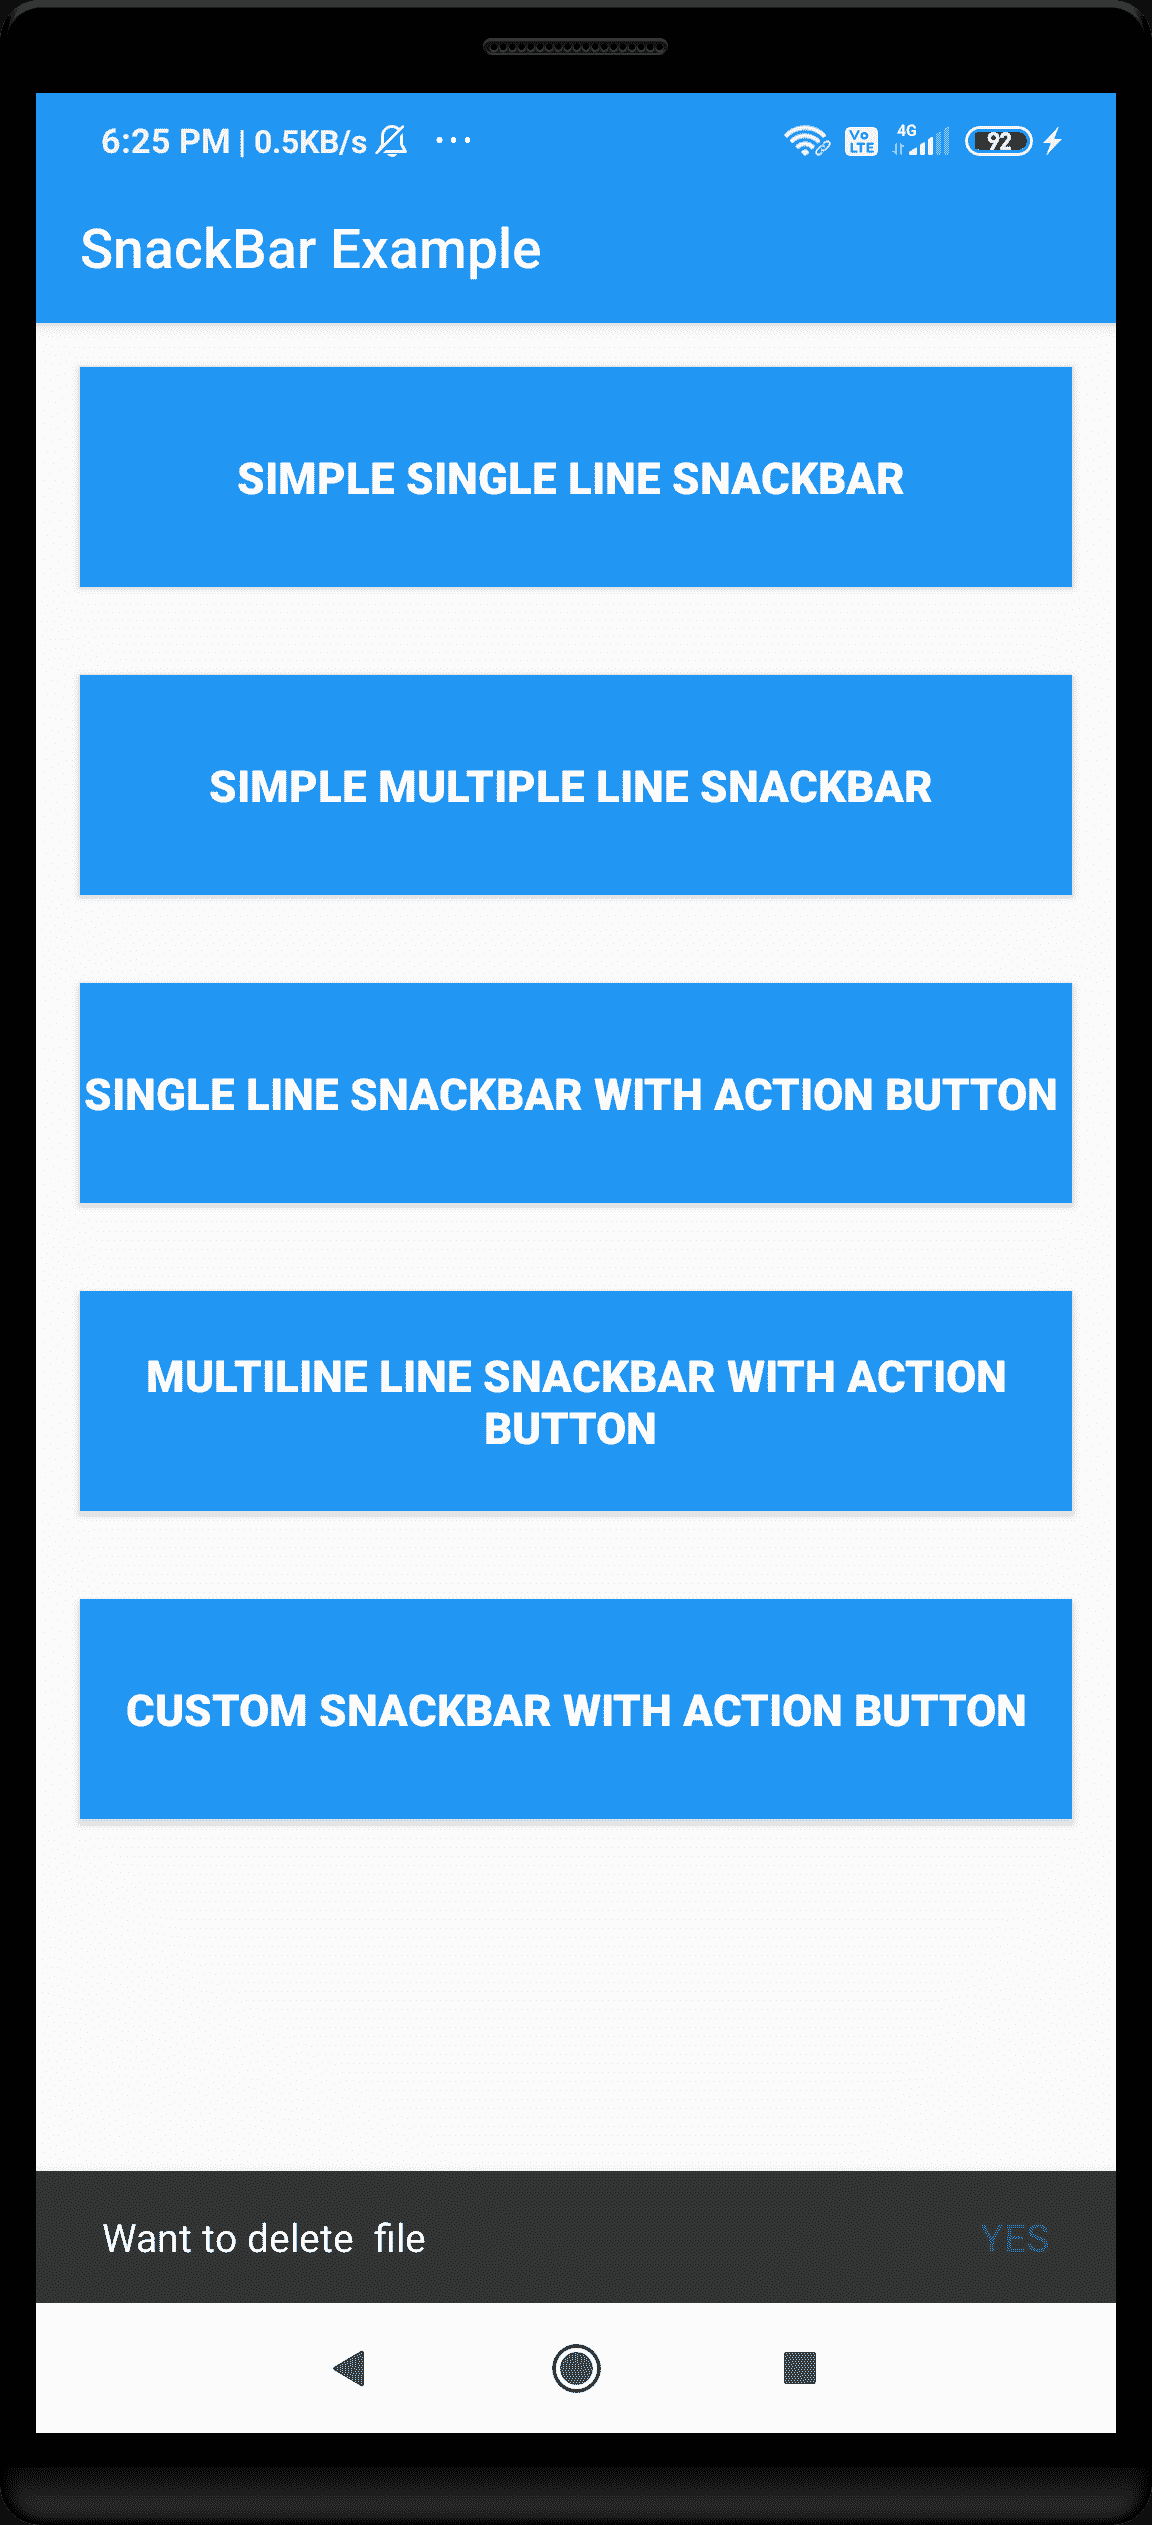 6:25 PM | 0.5KB/s ... Vo LTE 4G 92
SnackBar Example
SIMPLE SINGLE LINE SNACKBAR
SIMPLE MULTIPLE LINE SNACKBAR
SINGLE LINE SNACKBAR WITH ACTION BUTTON
MULTILINE LINE SNACKBAR WITH ACTION
BUTTON
CUSTOM SNACKBAR WITH ACTION BUTTON
Want to delete  file YES